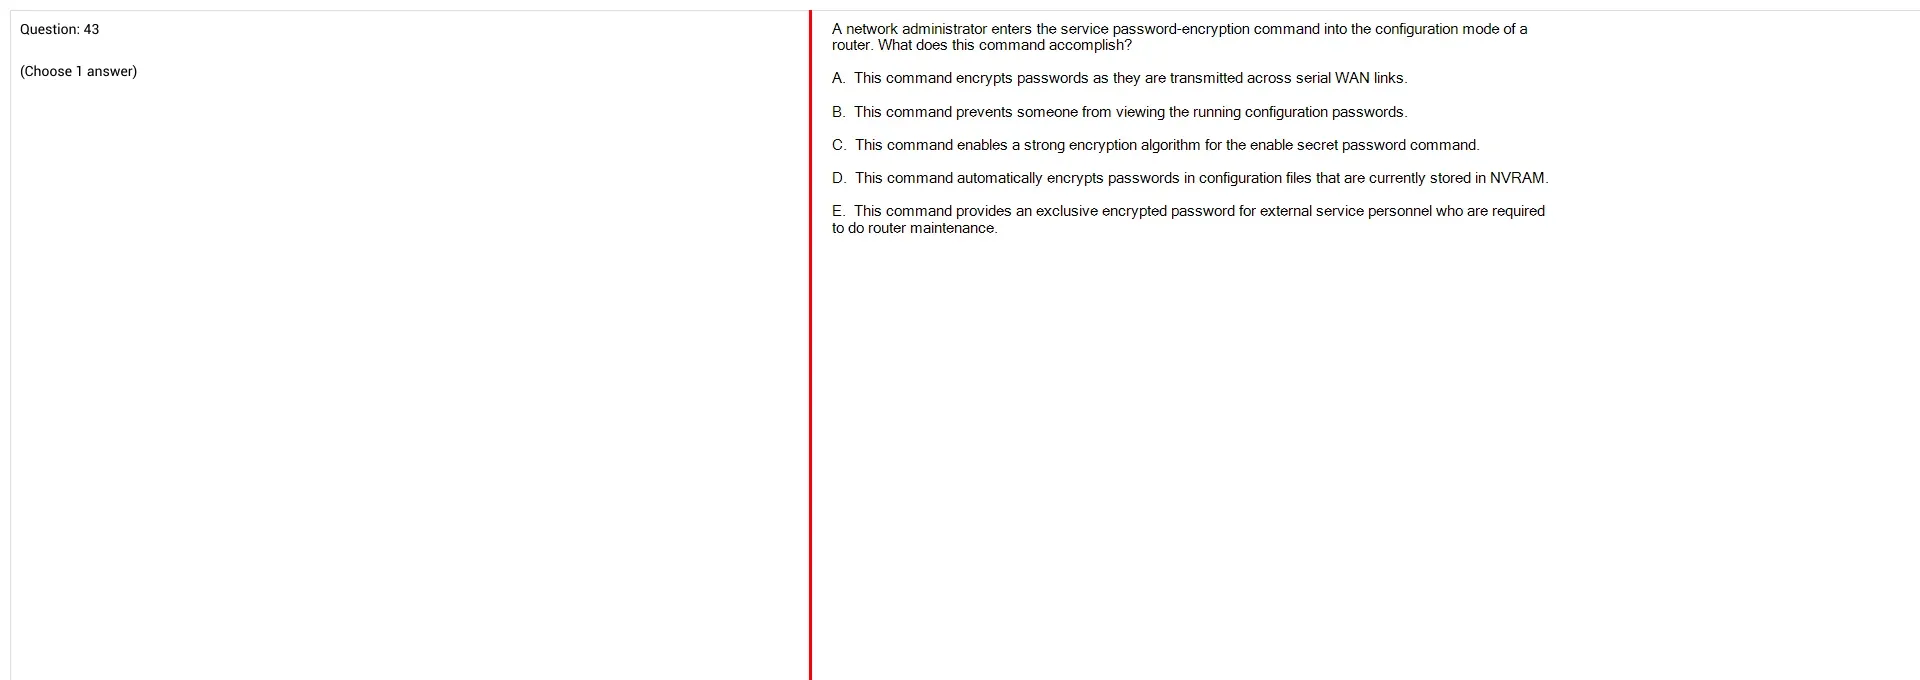 Question: 43
(Choose 1 answer)
A network administrator enters the service password-encryption command into the configuration mode of a
router. What does this command accomplish?
A. This command encrypts passwords as they are transmitted across serial WAN links.
B. This command prevents someone from viewing the running configuration passwords.
C. This command enables a strong encryption algorithm for the enable secret password command.
D. This command automatically encrypts passwords in configuration files that are currently stored in NVRAM.
E. This command provides an exclusive encrypted password for external service personnel who are required
to do router maintenance.